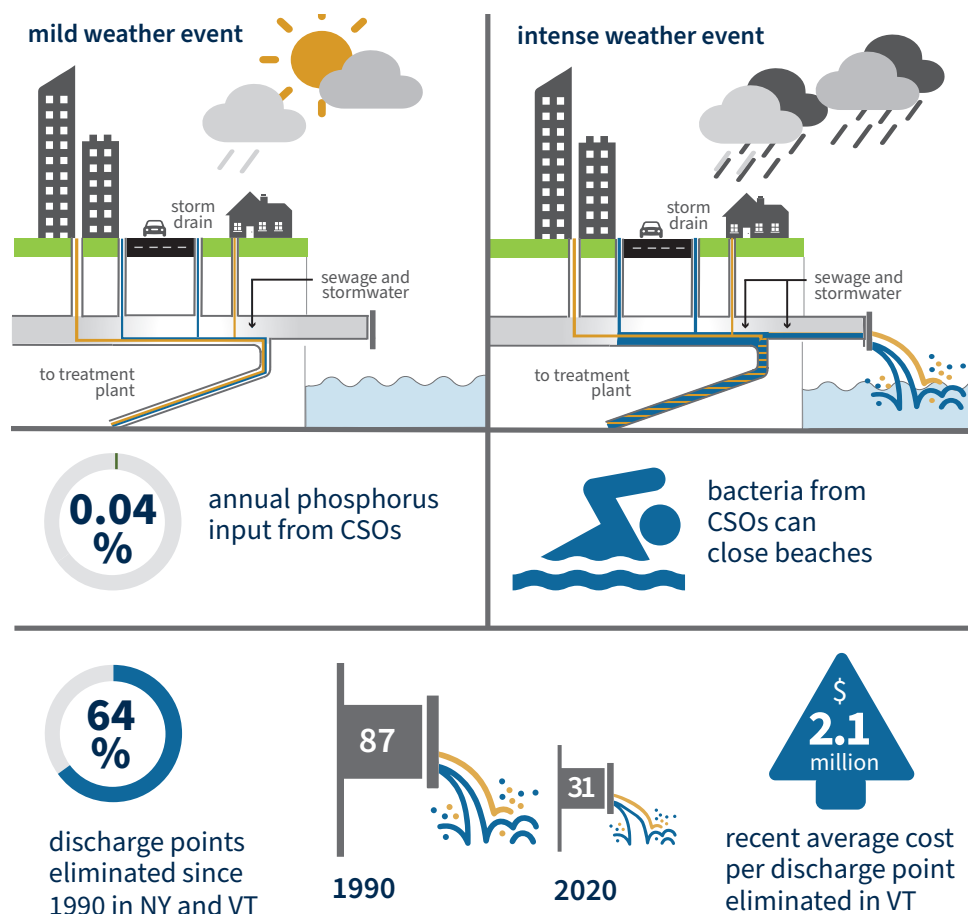 mild weather event
storm
drain
sewage and
stormwater
to treatment
plant
intense weather event
storm
drain
sewage and
stormwater
to treatment
plant
0.04
%
annual phosphorus
input from CSOs
bacteria from
CSOs can
close beaches
64
%
discharge points
eliminated since
1990 in NY and VT
87
1990
31
2020
$
2.1
million
recent average cost
per discharge point
eliminated in VT